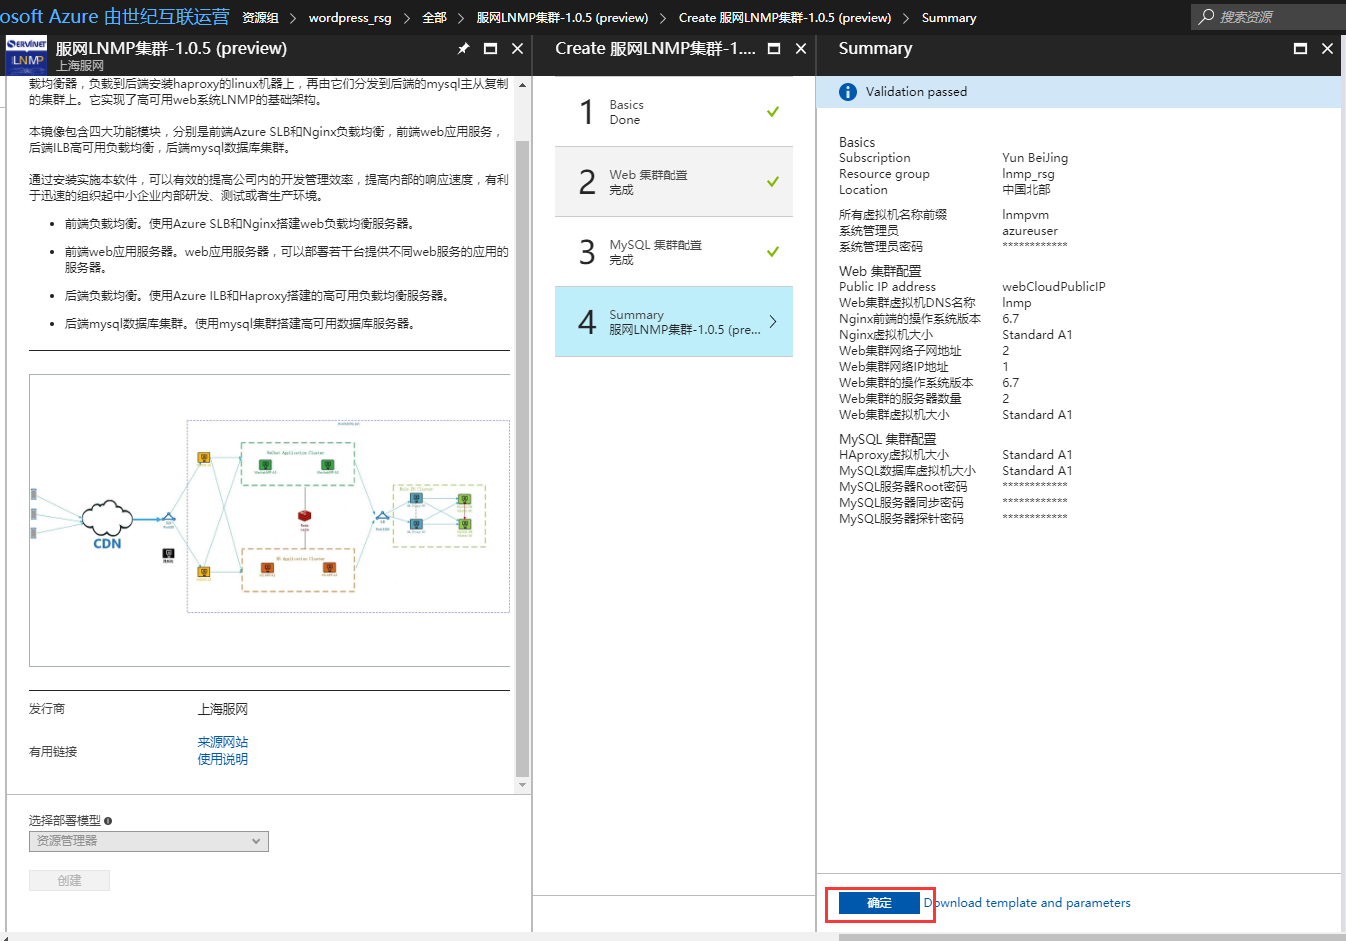 osoft Azure 由世纪互联运营
资源组
wordpress_rsg
全部
服网LNMP集群-1.0.5 (preview)
Create 服网LNMP集群-1.0.5 (preview)
Summary
搜索资源
SERVINET
LNMP
服网LNMP集群-1.0.5 (preview)
上海服网
载均衡器，负载到后端安装haproxy的linux机器上，再由它们分发到后端的mysql主从复制
的集群上。它实现了高可用web系统LNMP的基础架构。
本镜像包含四大功能模块，分别是前端Azure SLB和Nginx负载均衡，前端web应用服务，
后端ILB高可用负载均衡，后端mysql数据库集群。
通过安装实施本软件，可以有效的提高公司内的开发管理效率，提高内部的响应速度，有利
于迅速的组织起中小企业内部研发、测试或者生产环境。
• 前端负载均衡。使用Azure SLB和Nginx搭建web负载均衡服务器。
• 前端web应用服务器。web应用服务器，可以部署若干台提供不同web服务的应用的
服务器。
• 后端负载均衡。使用Azure ILB和Haproxy搭建的高可用负载均衡服务器。
• 后端mysql数据库集群。使用mysql集群搭建高可用数据库服务器。
Application Cluster
CDN
Application Cluster
发行商
上海服网
有用链接
来源网站
使用说明
选择部署模型
资源管理器
创建
Create 服网LNMP集群-1....
1
Basics
Done
2
Web 集群配置
完成
3
MySQL 集群配置
完成
4
Summary
服网LNMP集群-1.0.5 (pre...
Summary
Validation passed
Basics
Subscription Yun BeiJing
Resource group lnmp_rsg
Location 中国北部
所有虚拟机名称前缀 lnmpvm
系统管理员 azureuser
系统管理员密码 ************
Web 集群配置
Public IP address webCloudPublicIP
Web集群虚拟机DNS名称 lnmp
Nginx前端的操作系统版本 6.7
Nginx虚拟机大小 Standard A1
Web集群网络子网地址 2
Web集群网络IP地址 1
Web集群的操作系统版本 6.7
Web集群的服务器数量 2
Web集群虚拟机大小 Standard A1
MySQL 集群配置
HAproxy虚拟机大小 Standard A1
MySQL数据库虚拟机大小 Standard A1
MySQL服务器Root密码 ************
MySQL服务器同步密码 ************
MySQL服务器探针密码 ************
确定
Download template and parameters